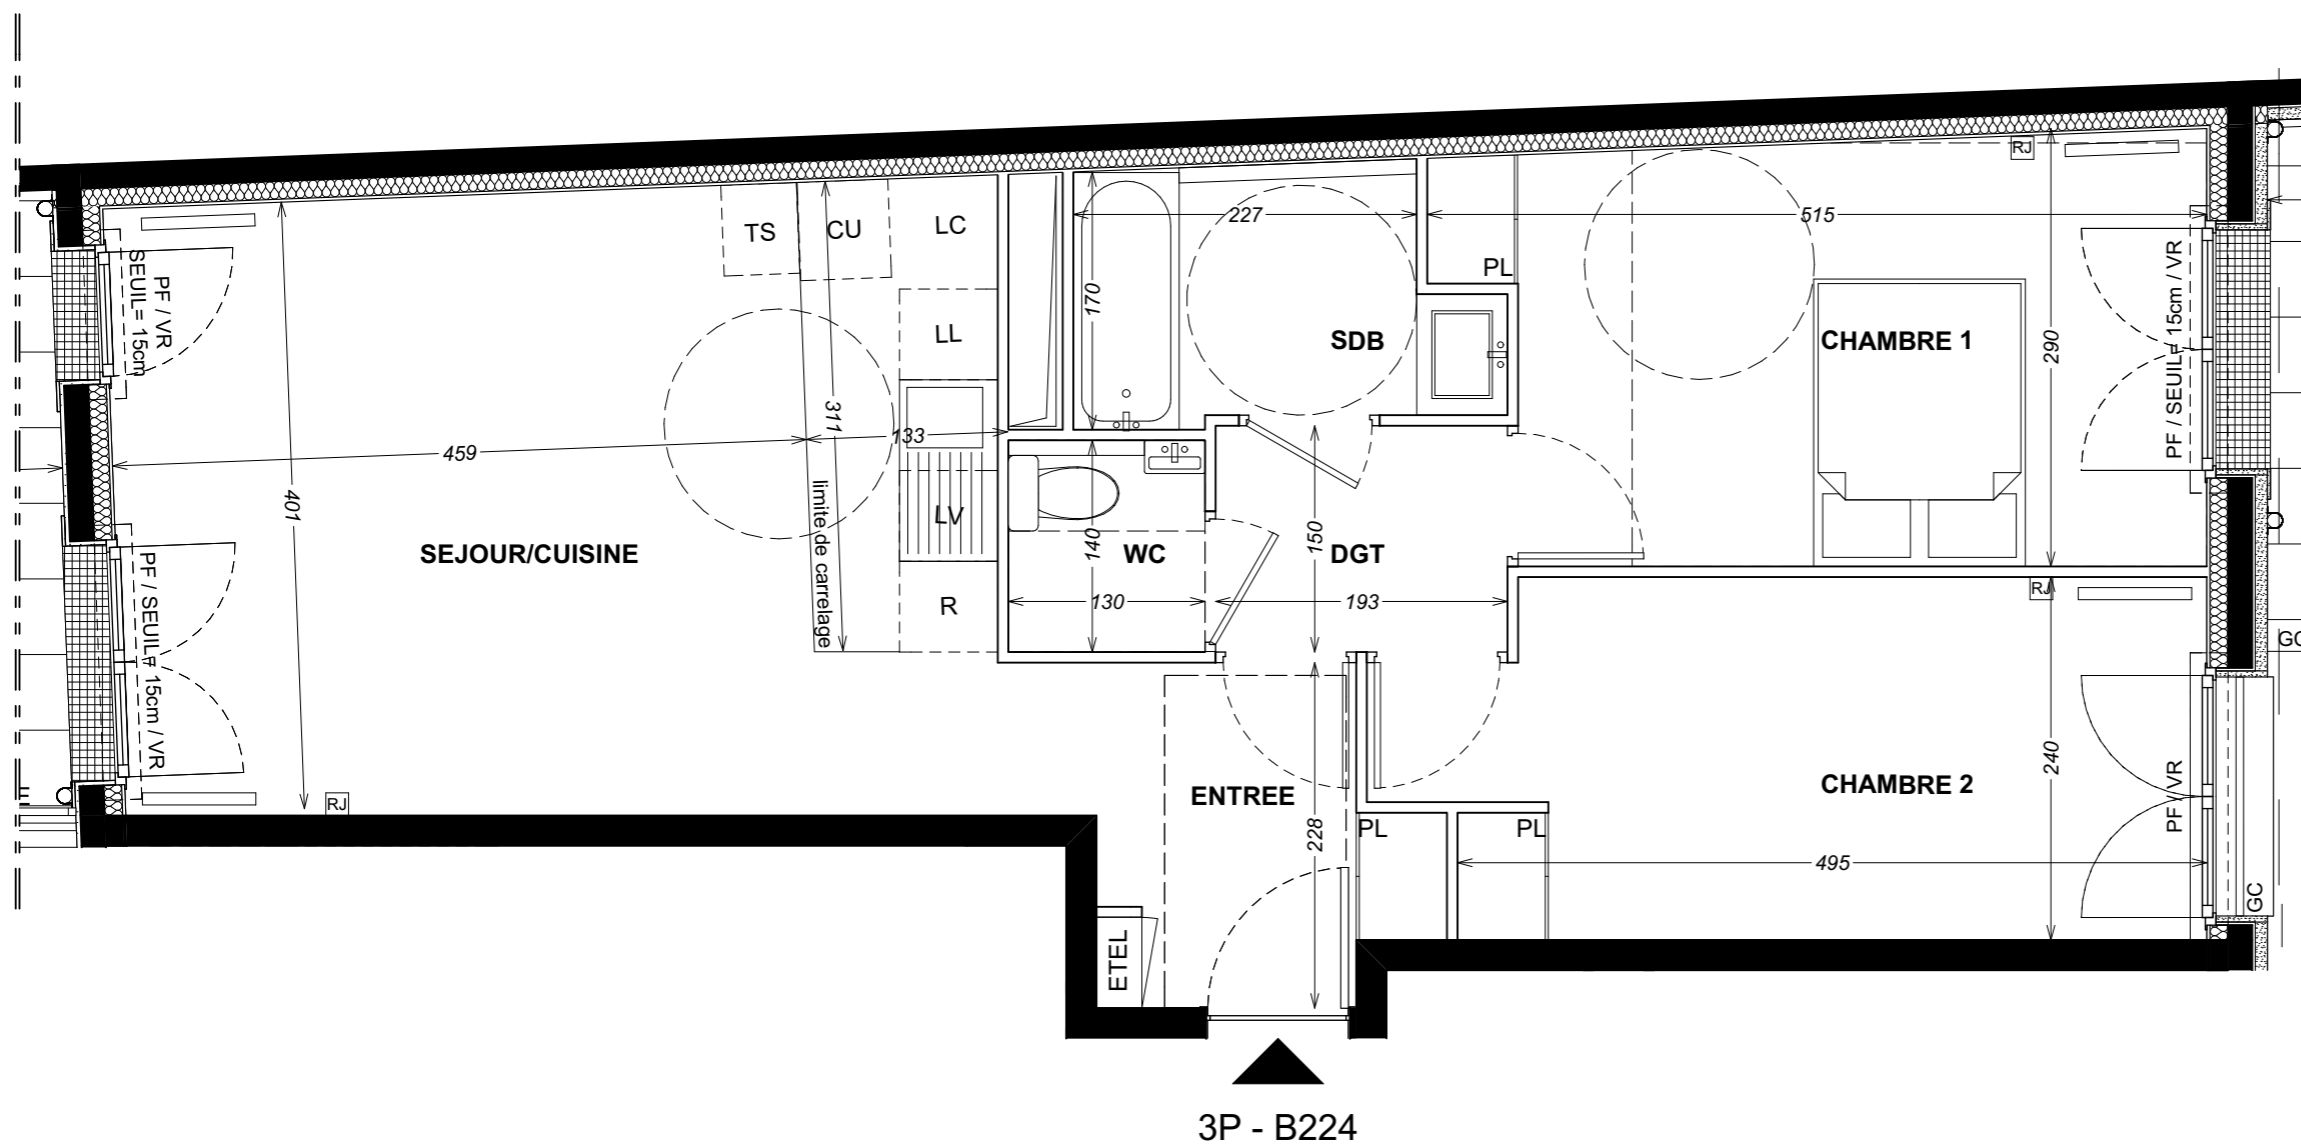 RJ
TS
CU
LC
227
515
PL
PF / VR
SEUIL= 15cm
170
LL
SDB
CHAMBRE 1
290
PF / SEUIL= 15cm / VR
311
133
459
401
limite de carrelage
LV
SEJOUR/CUISINE
140
WC
150
DGT
130
193
R
RJ
GC
PF / SEUIL= 15cm / VR
RJ
ENTREE
228
PL
PL
CHAMBRE 2
240
PF / VR
495
GC
ETEL
3P - B224